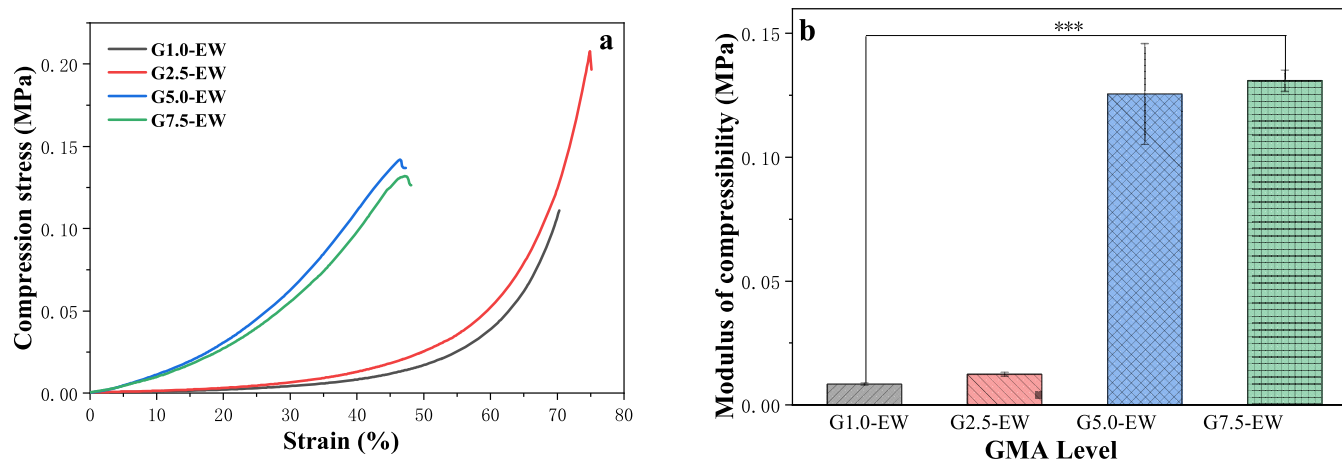 a
G1.0-EW
G2.5-EW
G5.0-EW
G7.5-EW
Compression stress (MPa)
0.20
0.15
0.10
0.05
0.00
0 10 20 30 40 50 60 70 80
Strain (%)
b
***
Modulus of compressibility (MPa)
0.15
0.10
0.05
0.00
G1.0-EW G2.5-EW G5.0-EW G7.5-EW
GMA Level